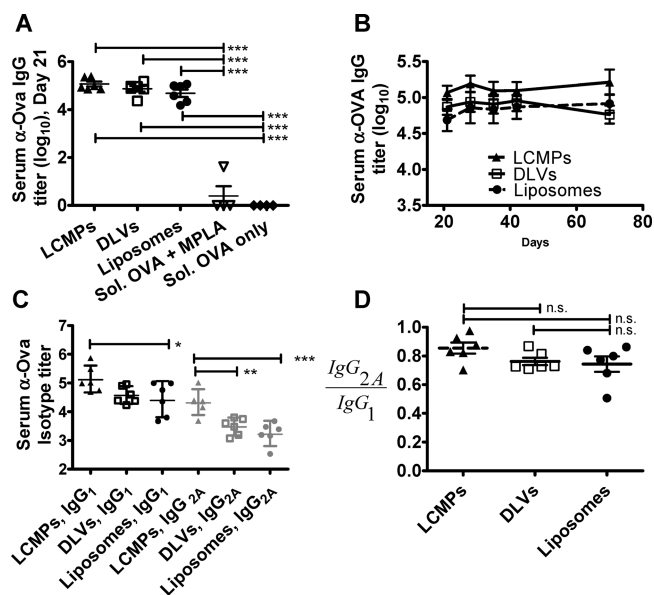 A
Serum α-Ova IgG
titer (log10), Day 21
6
4
2
0
***
***
***
***
***
***
LCMPs
DLVs
Liposomes
Sol. OVA + MPLA
Sol. OVA only
B
Serum α-OVA IgG
titer (log10)
5.5
5.0
4.5
4.0
3.5
LCMPs
DLVs
Liposomes
20
40
60
80
Days
C
Serum α-Ova
Isotype titer
7
6
5
4
3
2
*
**
***
LCMPs, IgG1
DLVs, IgG1
Liposomes, IgG1
LCMPs, IgG2A
DLVs, IgG2A
Liposomes, IgG2A
D
IgG2A
IgG1
1.0
0.8
0.6
0.4
0.2
0.0
n.s.
n.s.
n.s.
LCMPs
DLVs
Liposomes